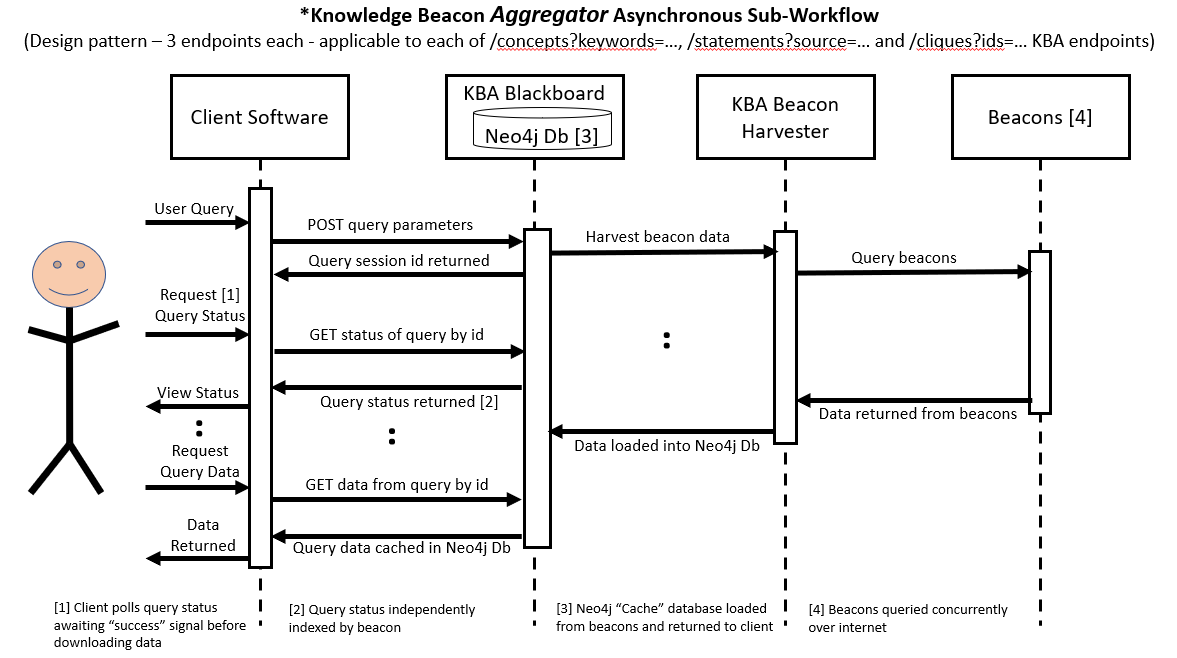 *Knowledge Beacon Aggregator Asynchronous Sub-Workflow
(Design pattern – 3 endpoints each - applicable to each of /concepts?keywords=..., /statements?source=... and /cliques?ids=... KBA endpoints)
Client Software
KBA Blackboard
Neo4j Db [3]
KBA Beacon
Harvester
Beacons [4]
User Query
POST query parameters
Harvest beacon data
Query beacons
Query session id returned
Request [1]
Query Status
GET status of query by id
:
View Status
Query status returned [2]
Data returned from beacons
:
:
Data loaded into Neo4j Db
Request
Query Data
GET data from query by id
Data
Returned
Query data cached in Neo4j Db
[1] Client polls query status
awaiting “success” signal before
downloading data
[2] Query status independently
indexed by beacon
[3] Neo4j “Cache” database loaded
from beacons and returned to client
[4] Beacons queried concurrently
over internet